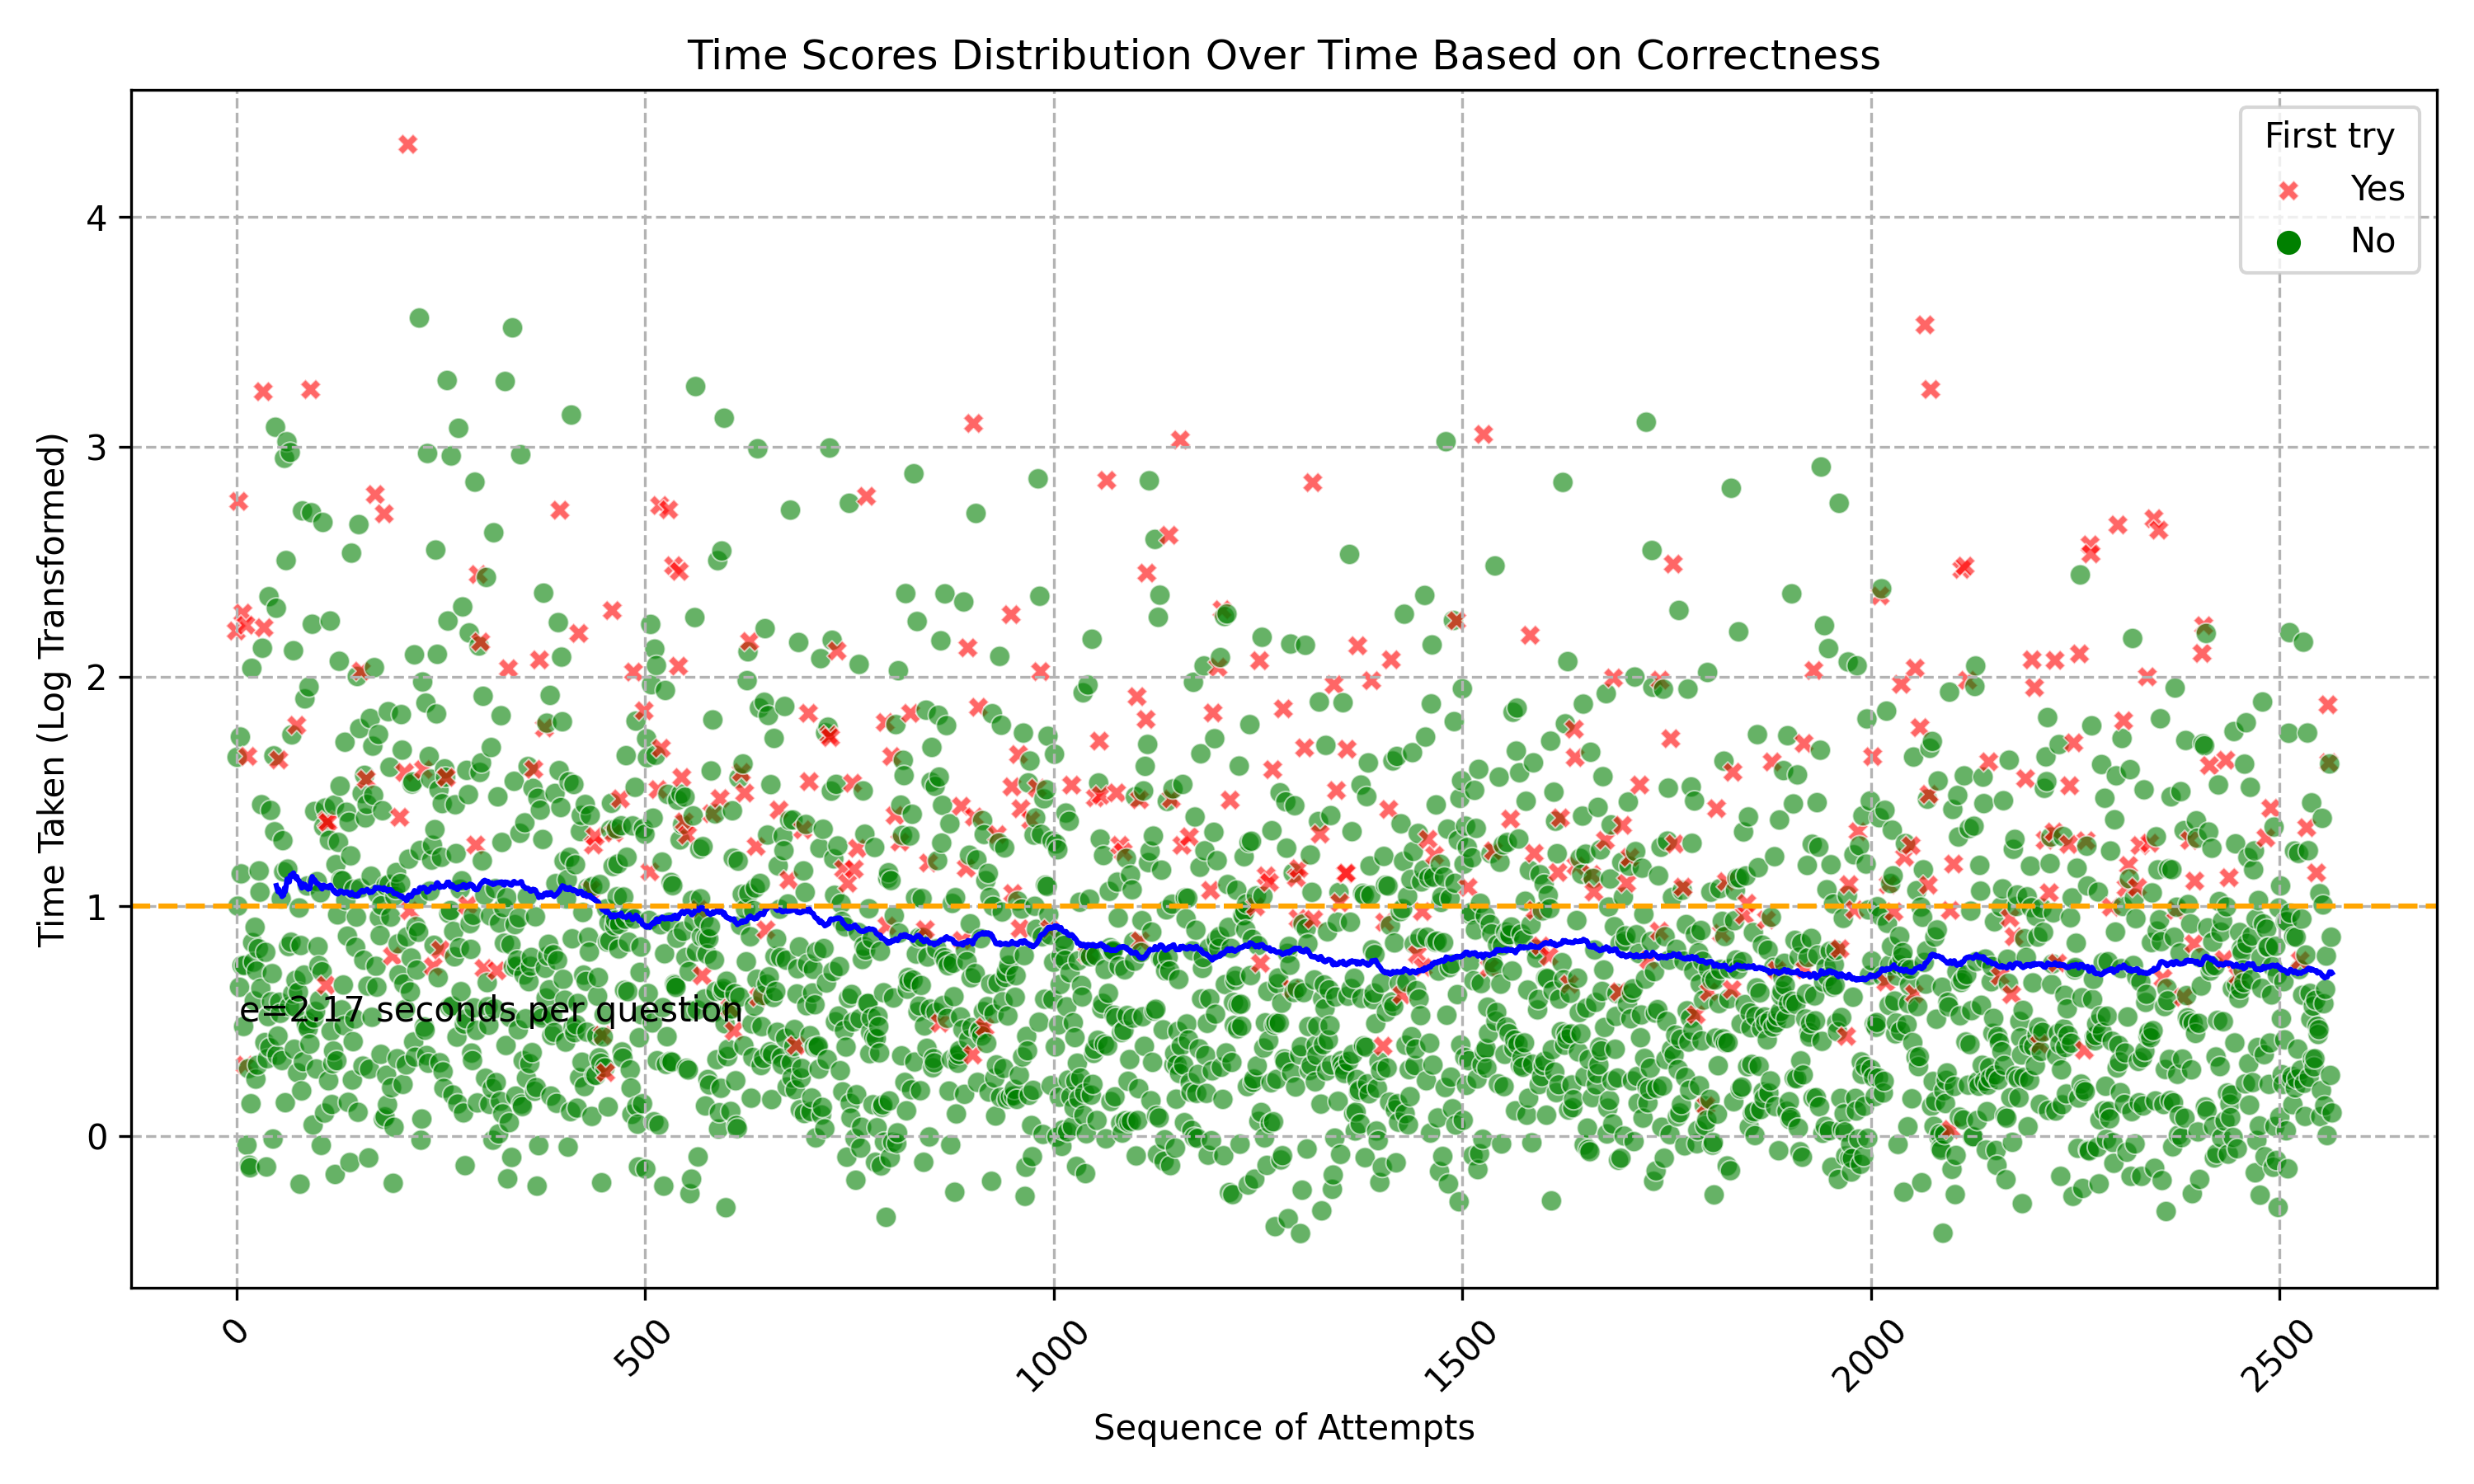 Time Scores Distribution Over Time Based on Correctness
First try
Yes
No
4
3
2
1
0
Time Taken (Log Transformed)
e=2.17 seconds per question
0
500
1000
1500
2000
2500
Sequence of Attempts